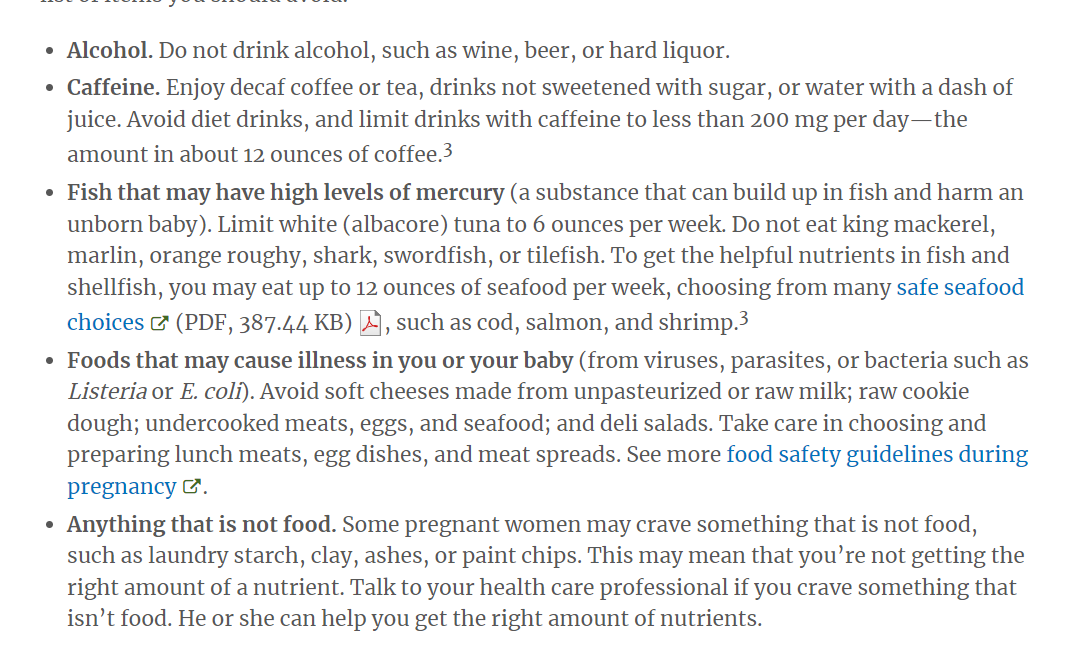 list of items you should avoid.
• Alcohol. Do not drink alcohol, such as wine, beer, or hard liquor.
• Caffeine. Enjoy decaf coffee or tea, drinks not sweetened with sugar, or water with a dash of
juice. Avoid diet drinks, and limit drinks with caffeine to less than 200 mg per day—the
amount in about 12 ounces of coffee.3
• Fish that may have high levels of mercury (a substance that can build up in fish and harm an
unborn baby). Limit white (albacore) tuna to 6 ounces per week. Do not eat king mackerel,
marlin, orange roughy, shark, swordfish, or tilefish. To get the helpful nutrients in fish and
shellfish, you may eat up to 12 ounces of seafood per week, choosing from many safe seafood
choices (PDF, 387.44 KB) , such as cod, salmon, and shrimp.3
• Foods that may cause illness in you or your baby (from viruses, parasites, or bacteria such as
Listeria or E. coli). Avoid soft cheeses made from unpasteurized or raw milk; raw cookie
dough; undercooked meats, eggs, and seafood; and deli salads. Take care in choosing and
preparing lunch meats, egg dishes, and meat spreads. See more food safety guidelines during
pregnancy .
• Anything that is not food. Some pregnant women may crave something that is not food,
such as laundry starch, clay, ashes, or paint chips. This may mean that you’re not getting the
right amount of a nutrient. Talk to your health care professional if you crave something that
isn’t food. He or she can help you get the right amount of nutrients.